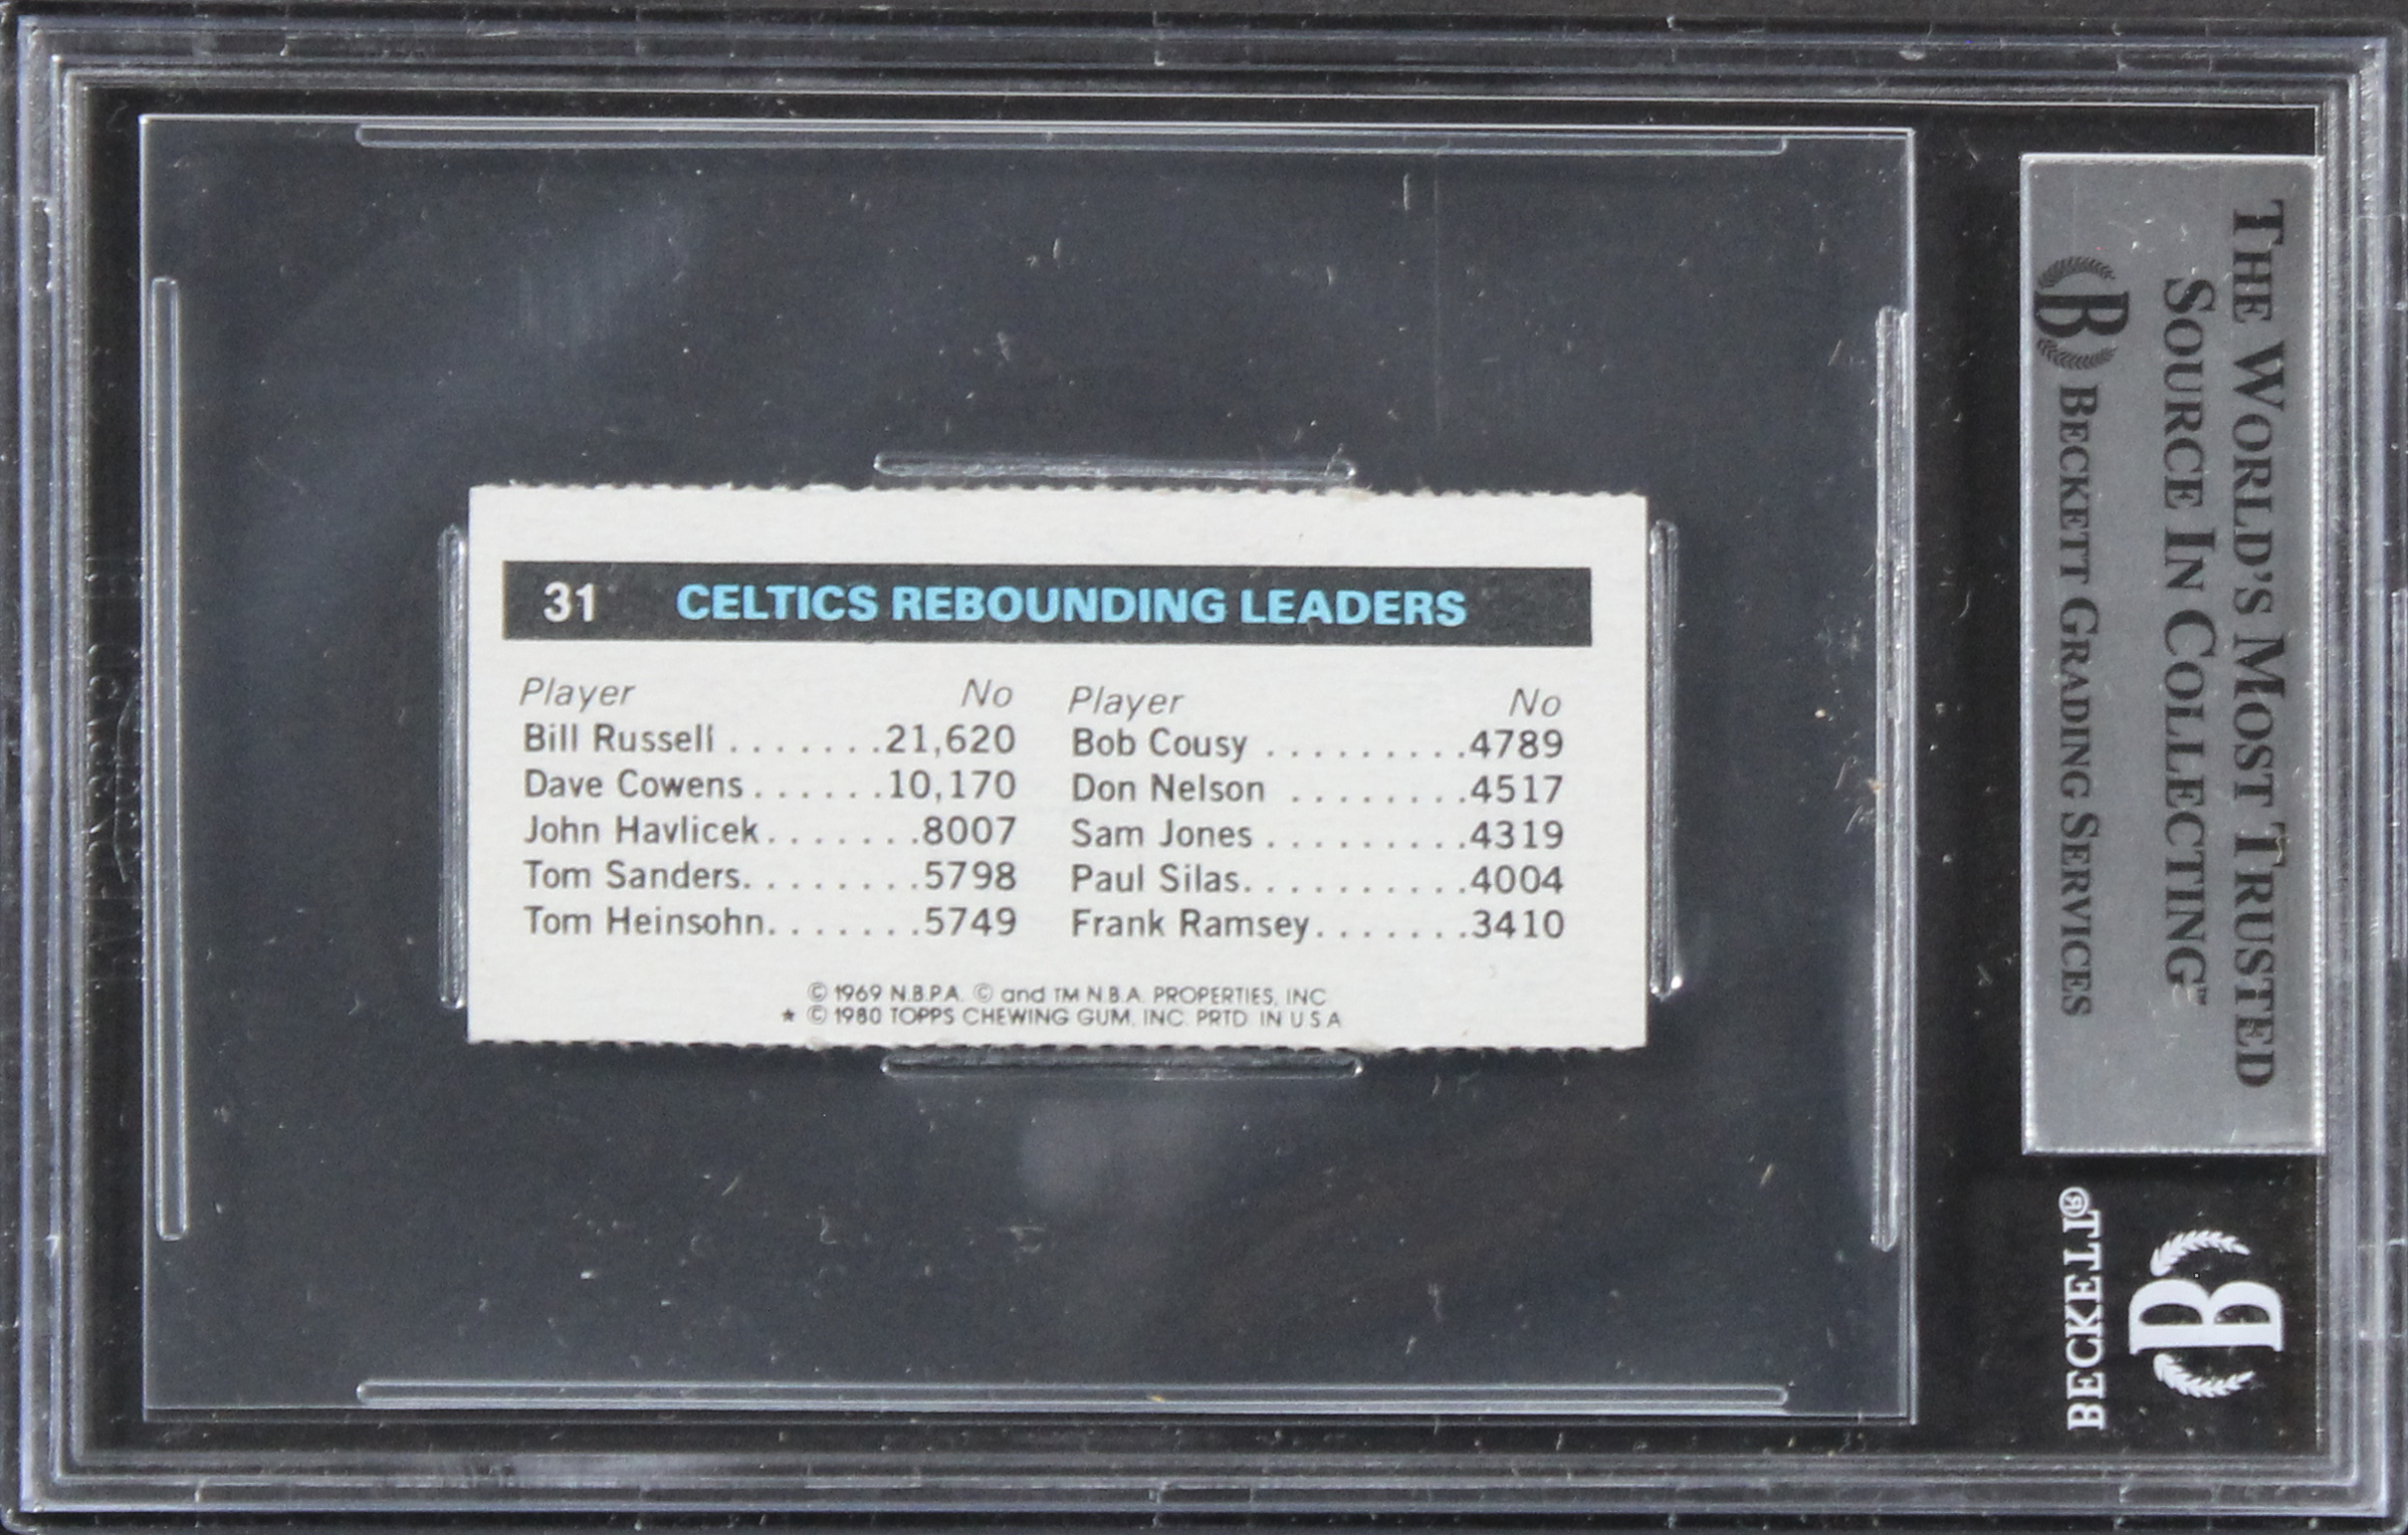 31 CELTICS REBOUNDING LEADERS
Player No Player No
Bill Russell . . . . . . . 21,620 Bob Cousy . . . . . . . . . 4789
Dave Cowens . . . . . . 10,170 Don Nelson . . . . . . . . 4517
John Havlicek . . . . . . . 8007 Sam Jones . . . . . . . . . 4319
Tom Sanders. . . . . . . . 5798 Paul Silas. . . . . . . . . . 4004
Tom Heinsohn. . . . . . . 5749 Frank Ramsey. . . . . . . 3410
© 1969 N.B.P.A. © and TM N.B.A. PROPERTIES, INC
★ © 1980 TOPPS CHEWING GUM, INC. PRTD. IN U S A
THE WORLD'S MOST TRUSTED
SOURCE IN COLLECTING™
B BECKETT GRADING SERVICES
B
BECKETT®